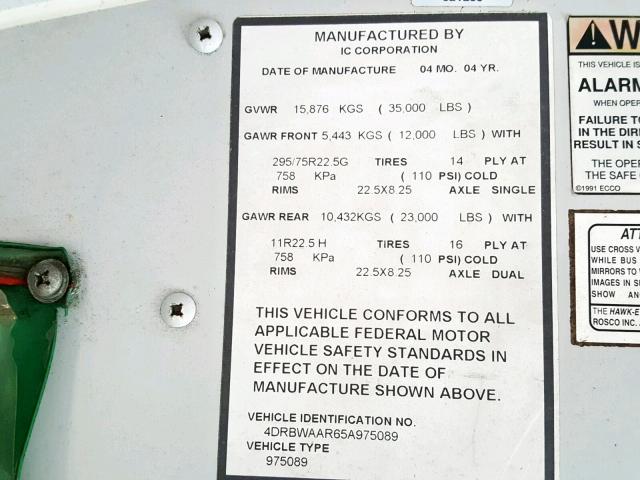 MANUFACTURED BY
IC CORPORATION
DATE OF MANUFACTURE 04 MO. 04 YR.
GVWR 15,876 KGS ( 35,000 LBS )
GAWR FRONT 5,443 KGS ( 12,000 LBS ) WITH
295/75R22.5G TIRES 14 PLY AT
758 KPa ( 110 PSI) COLD
RIMS 22.5X8.25 AXLE SINGLE
GAWR REAR 10,432KGS ( 23,000 LBS ) WITH
11R22.5 H TIRES 16 PLY AT
758 KPa ( 110 PSI) COLD
RIMS 22.5X8.25 AXLE DUAL
THIS VEHICLE CONFORMS TO ALL
APPLICABLE FEDERAL MOTOR
VEHICLE SAFETY STANDARDS IN
EFFECT ON THE DATE OF
MANUFACTURE SHOWN ABOVE.
VEHICLE IDENTIFICATION NO.
4DRBWAAR65A975089
VEHICLE TYPE
975089
THIS VEHICLE IS
ALARM
WHEN OPER
FAILURE TO
IN THE DIRE
RESULT IN S
THE OPER
THE SAFE
©1991 ECCO
ATT
USE CROSS V
WHILE BUS
MIRRORS TO
IMAGES IN S
SHOW AN
THE HAWK-E
ROSCO INC.